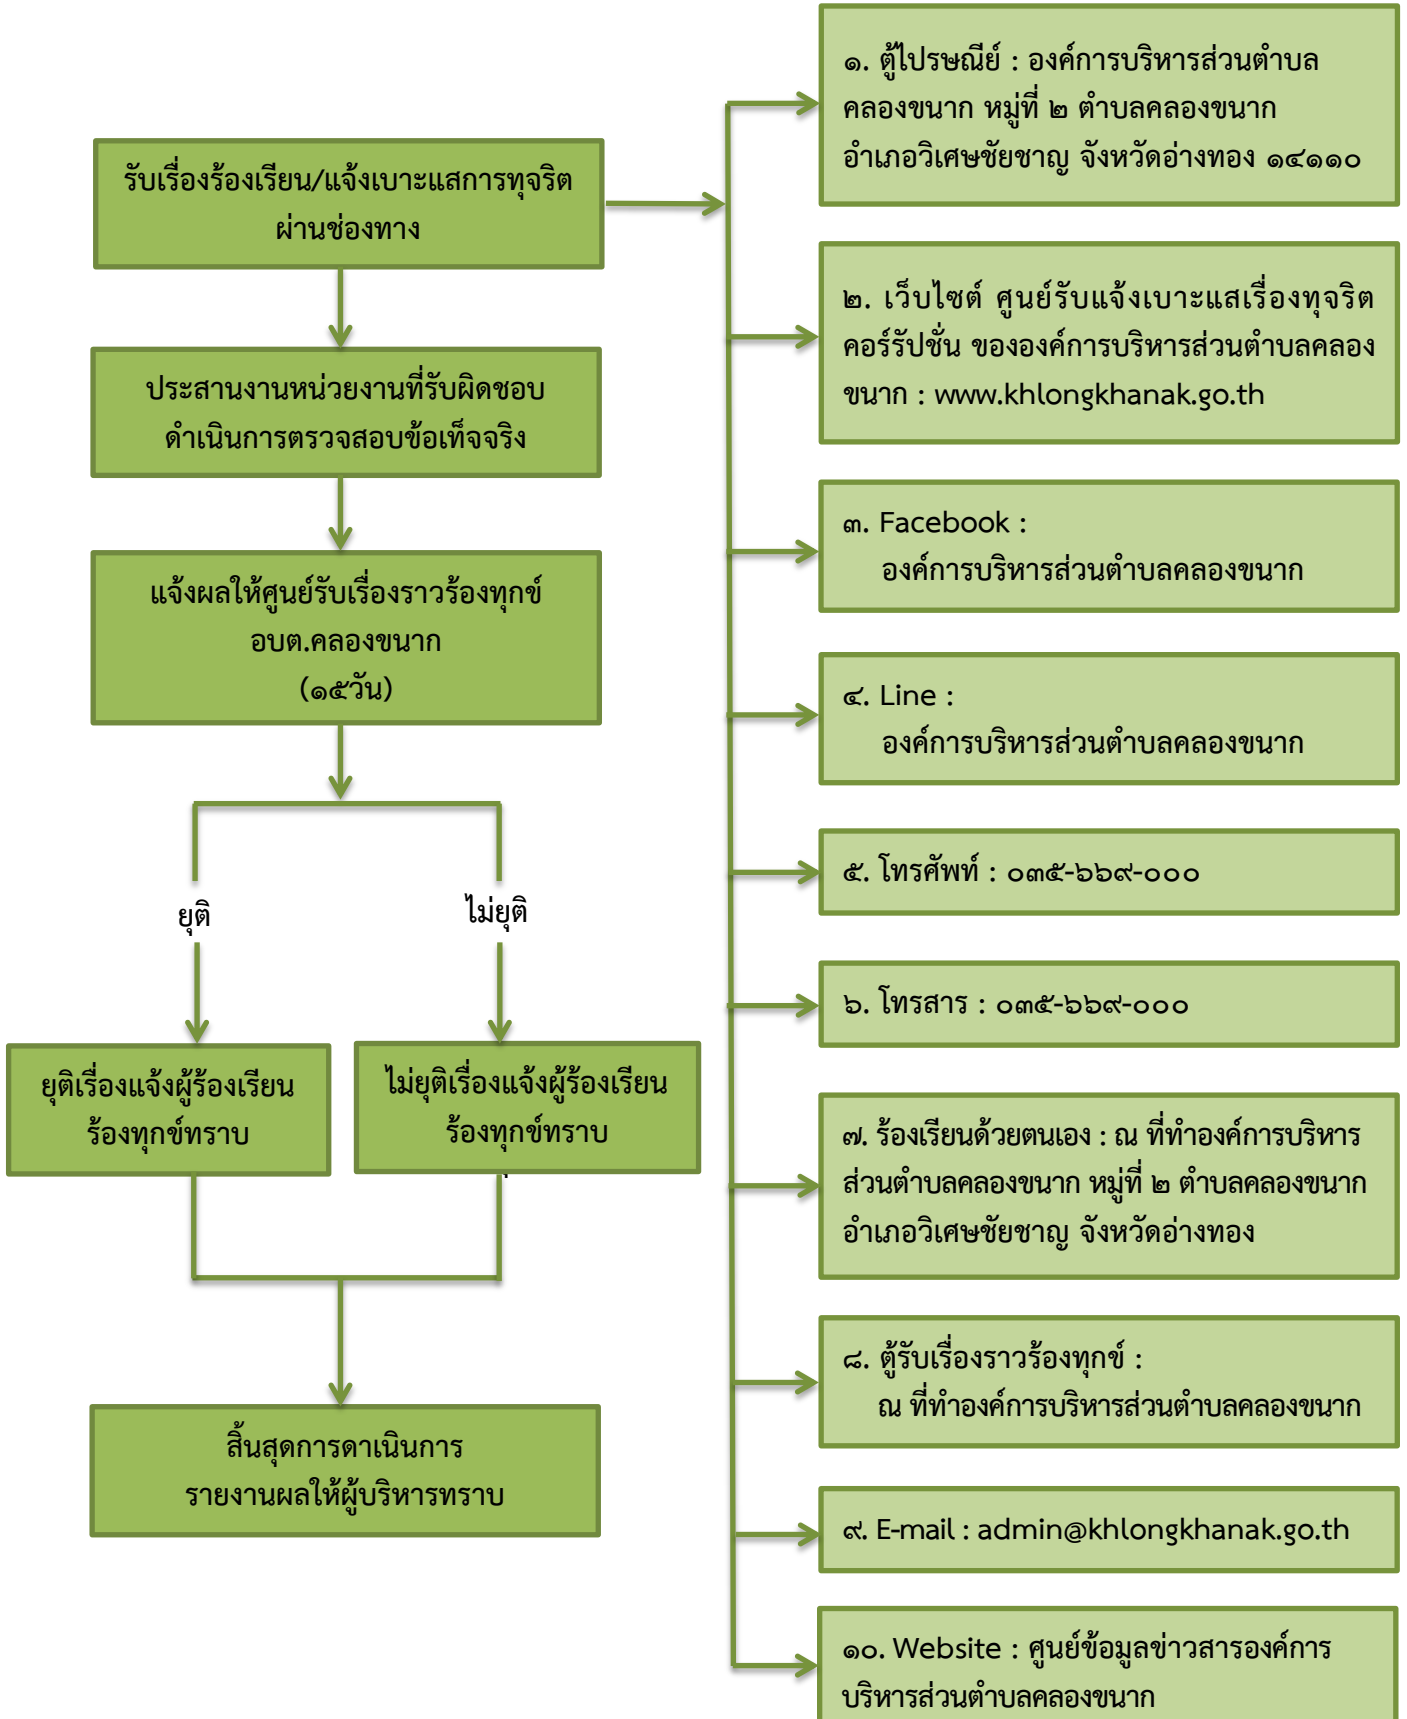 รับเรื่องร้องเรียน/แจ้งเบาะแสการทุจริต
ผ่านช่องทาง
ประสานงานหน่วยงานที่รับผิดชอบ
ดำเนินการตรวจสอบข้อเท็จจริง
แจ้งผลให้ศูนย์รับเรื่องราวร้องทุกข์
อบต.คลองขนาก
(๑๕วัน)
ยุติ
ไม่ยุติ
ยุติเรื่องแจ้งผู้ร้องเรียน
ร้องทุกข์ทราบ
ไม่ยุติเรื่องแจ้งผู้ร้องเรียน
ร้องทุกข์ทราบ
สิ้นสุดการดาเนินการ
รายงานผลให้ผู้บริหารทราบ
๑. ตู้ไปรษณีย์ : องค์การบริหารส่วนตำบล
คลองขนาก หมู่ที่ ๒ ตำบลคลองขนาก
อำเภอวิเศษชัยชาญ จังหวัดอ่างทอง ๑๔๑๑๐
๒. เว็บไซต์ ศูนย์รับแจ้งเบาะแสเรื่องทุจริต
คอร์รัปชั่น ขององค์การบริหารส่วนตำบลคลอง
ขนาก : www.khlongkhanak.go.th
๓. Facebook :
องค์การบริหารส่วนตำบลคลองขนาก
๔. Line :
องค์การบริหารส่วนตำบลคลองขนาก
๕. โทรศัพท์ : ๐๓๕-๖๖๙-๐๐๐
๖. โทรสาร : ๐๓๕-๖๖๙-๐๐๐
๗. ร้องเรียนด้วยตนเอง : ณ ที่ทำองค์การบริหาร
ส่วนตำบลคลองขนาก หมู่ที่ ๒ ตำบลคลองขนาก
อำเภอวิเศษชัยชาญ จังหวัดอ่างทอง
๘. ตู้รับเรื่องราวร้องทุกข์ :
ณ ที่ทำองค์การบริหารส่วนตำบลคลองขนาก
๙. E-mail : admin@khlongkhanak.go.th
๑๐. Website : ศูนย์ข้อมูลข่าวสารองค์การ
บริหารส่วนตำบลคลองขนาก